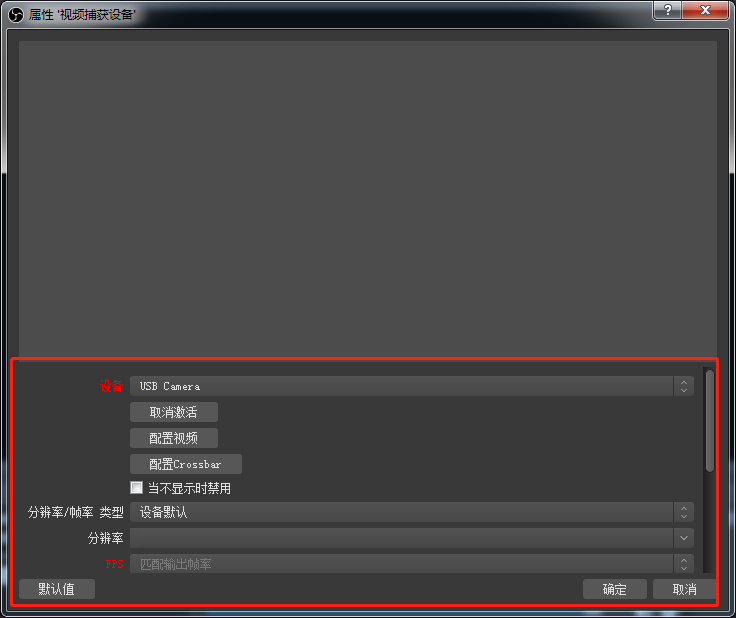 属性 '视频捕获设备'
?
设备 USB Camera
取消激活
配置视频
配置Crossbar
当不显示时禁用
分辨率/帧率 类型 设备默认
分辨率
FPS 匹配输出帧率
默认值 确定 取消